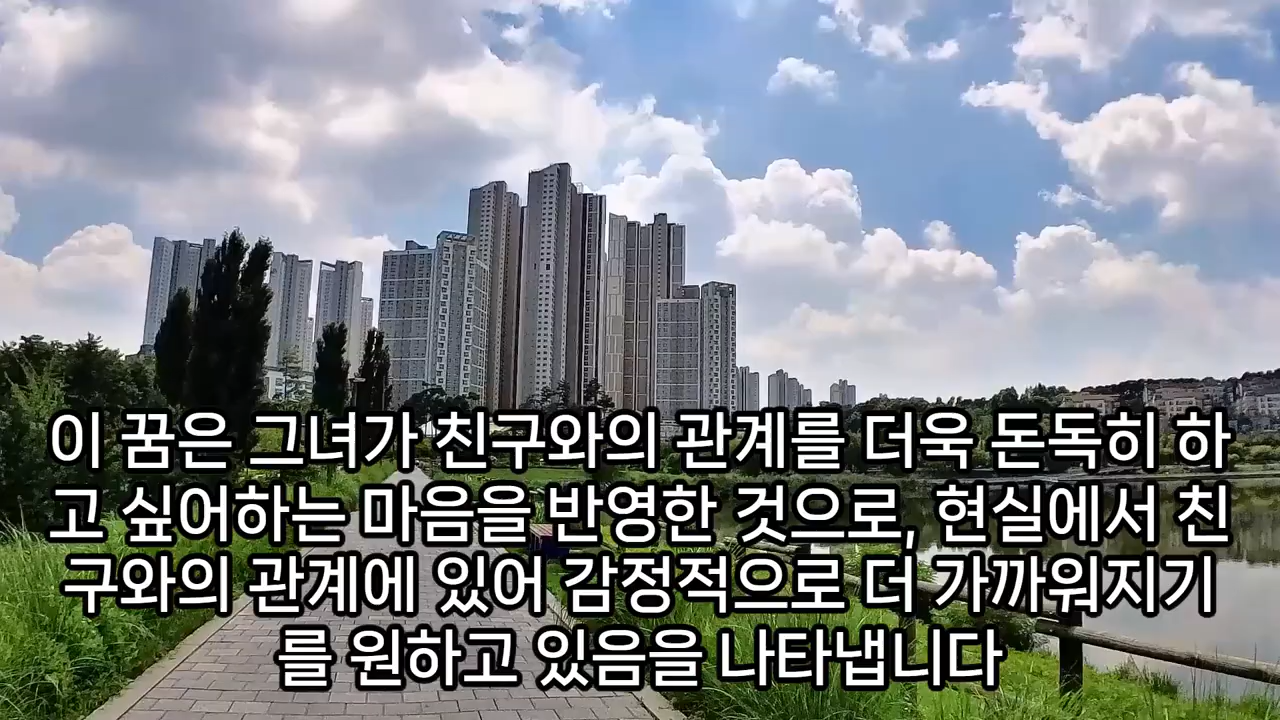 이 꿈은 그녀가 친구와의 관계를 더욱 돈독히 하
고 싶어하는 마음을 반영한 것으로, 현실에서 친
구와의 관계에 있어 감정적으로 더 가까워지기
를 원하고 있음을 나타냅니다